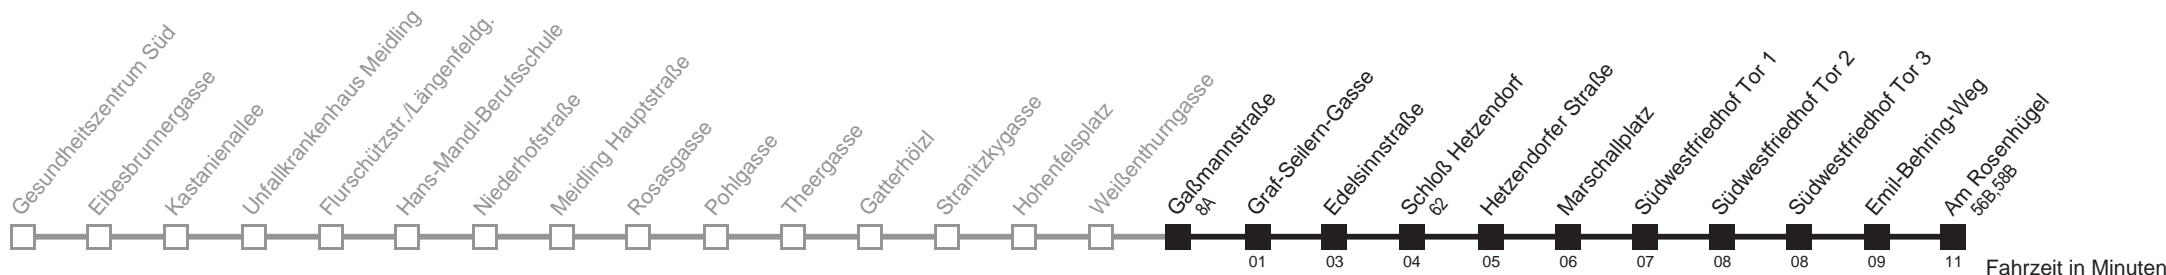 Gesundheitszentrum Süd
Eibesbrunnergasse
Kastanienallee
Unfallkrankenhaus Meidling
Flurschützstr./Längenfeldg.
Hans-Mandl-Berufsschule
Niederhofstraße
Meidling Hauptstraße
Rosasgasse
Pohlgasse
Theergasse
Gatterhölzl
Stranitzkygasse
Hohenfelsplatz
Weißenthurngasse
Gaßmannstraße
8A
Graf-Seilern-Gasse
Edelsinnstraße
Schloß Hetzendorf
62
Hetzendorfer Straße
Marschallplatz
Südwestfriedhof Tor 1
Südwestfriedhof Tor 2
Südwestfriedhof Tor 3
Emil-Behring-Weg
Am Rosenhügel
56B,58B
01 03 04 05 06 07 08 08 09 11
Fahrzeit in Minuten